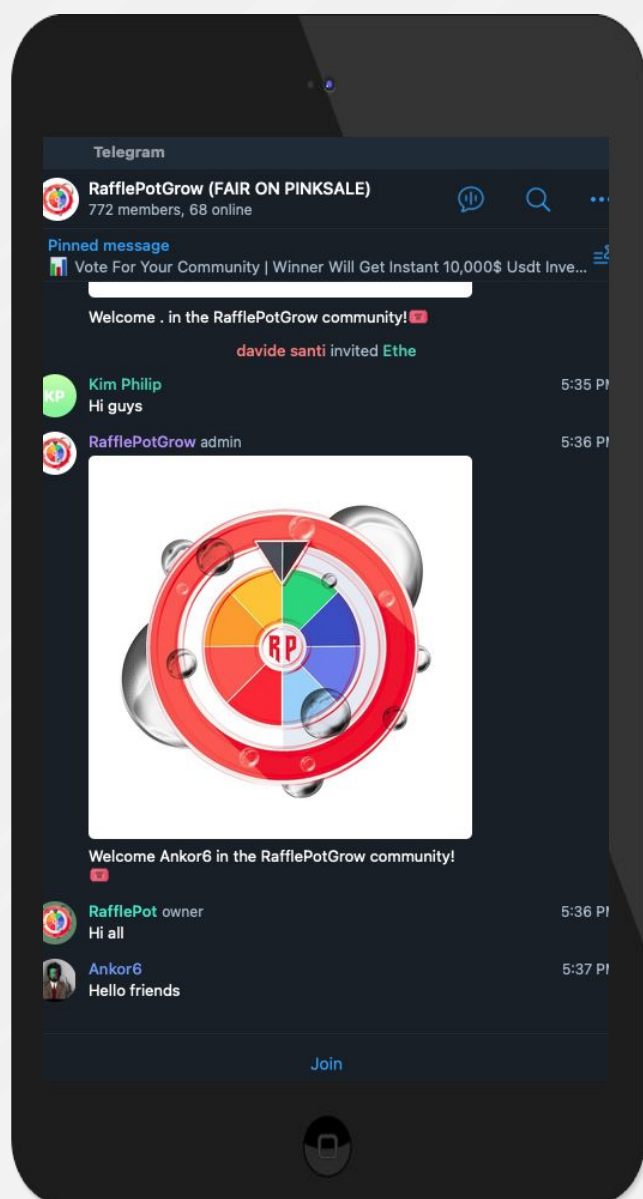 Telegram
RafflePotGrow (FAIR ON PINKSALE)
772 members, 68 online
Pinned message
📊 Vote For Your Community | Winner Will Get Instant 10,000$ Usdt Inve...
Welcome . in the RafflePotGrow community!🎟
davide santi invited Ethe
KP
Kim Philip
5:35 PM
Hi guys
RafflePotGrow admin
5:36 PM
RP
Welcome Ankor6 in the RafflePotGrow community!
🎟
RafflePot owner
5:36 PM
Hi all
Ankor6
5:37 PM
Hello friends
Join